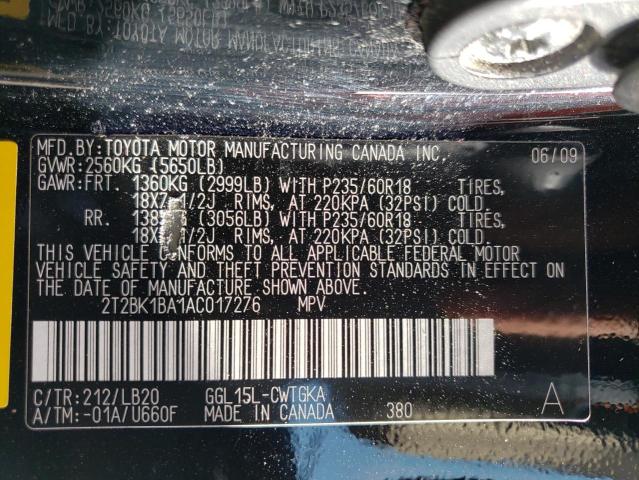 MFD.BY:TOYOTA MOTOR MANUFACTURING CANADA INC. 06/09
GVWR:2560KG (5650LB)
GAWR:FRT. 1360KG (2999LB) WITH P235/60R18 TIRES,
18X7 1/2J RIMS, AT 220KPA (32PSI) COLD.
RR. (3056LB) WITH P235/60R18 TIRES,
1/2J RIMS, AT 220KPA (32PSI) COLD.
THIS VEHICLE CONFORMS TO ALL APPLICABLE FEDERAL MOTOR
VEHICLE SAFETY AND THEFT PREVENTION STANDARDS IN EFFECT ON
THE DATE OF MANUFACTURE SHOWN ABOVE.
2T2BK1BA1AC017276 MPV
C/TR:212/LB20 GGL15L-CWTGKA
A/TM:-01A/U660F MADE IN CANADA 380 A